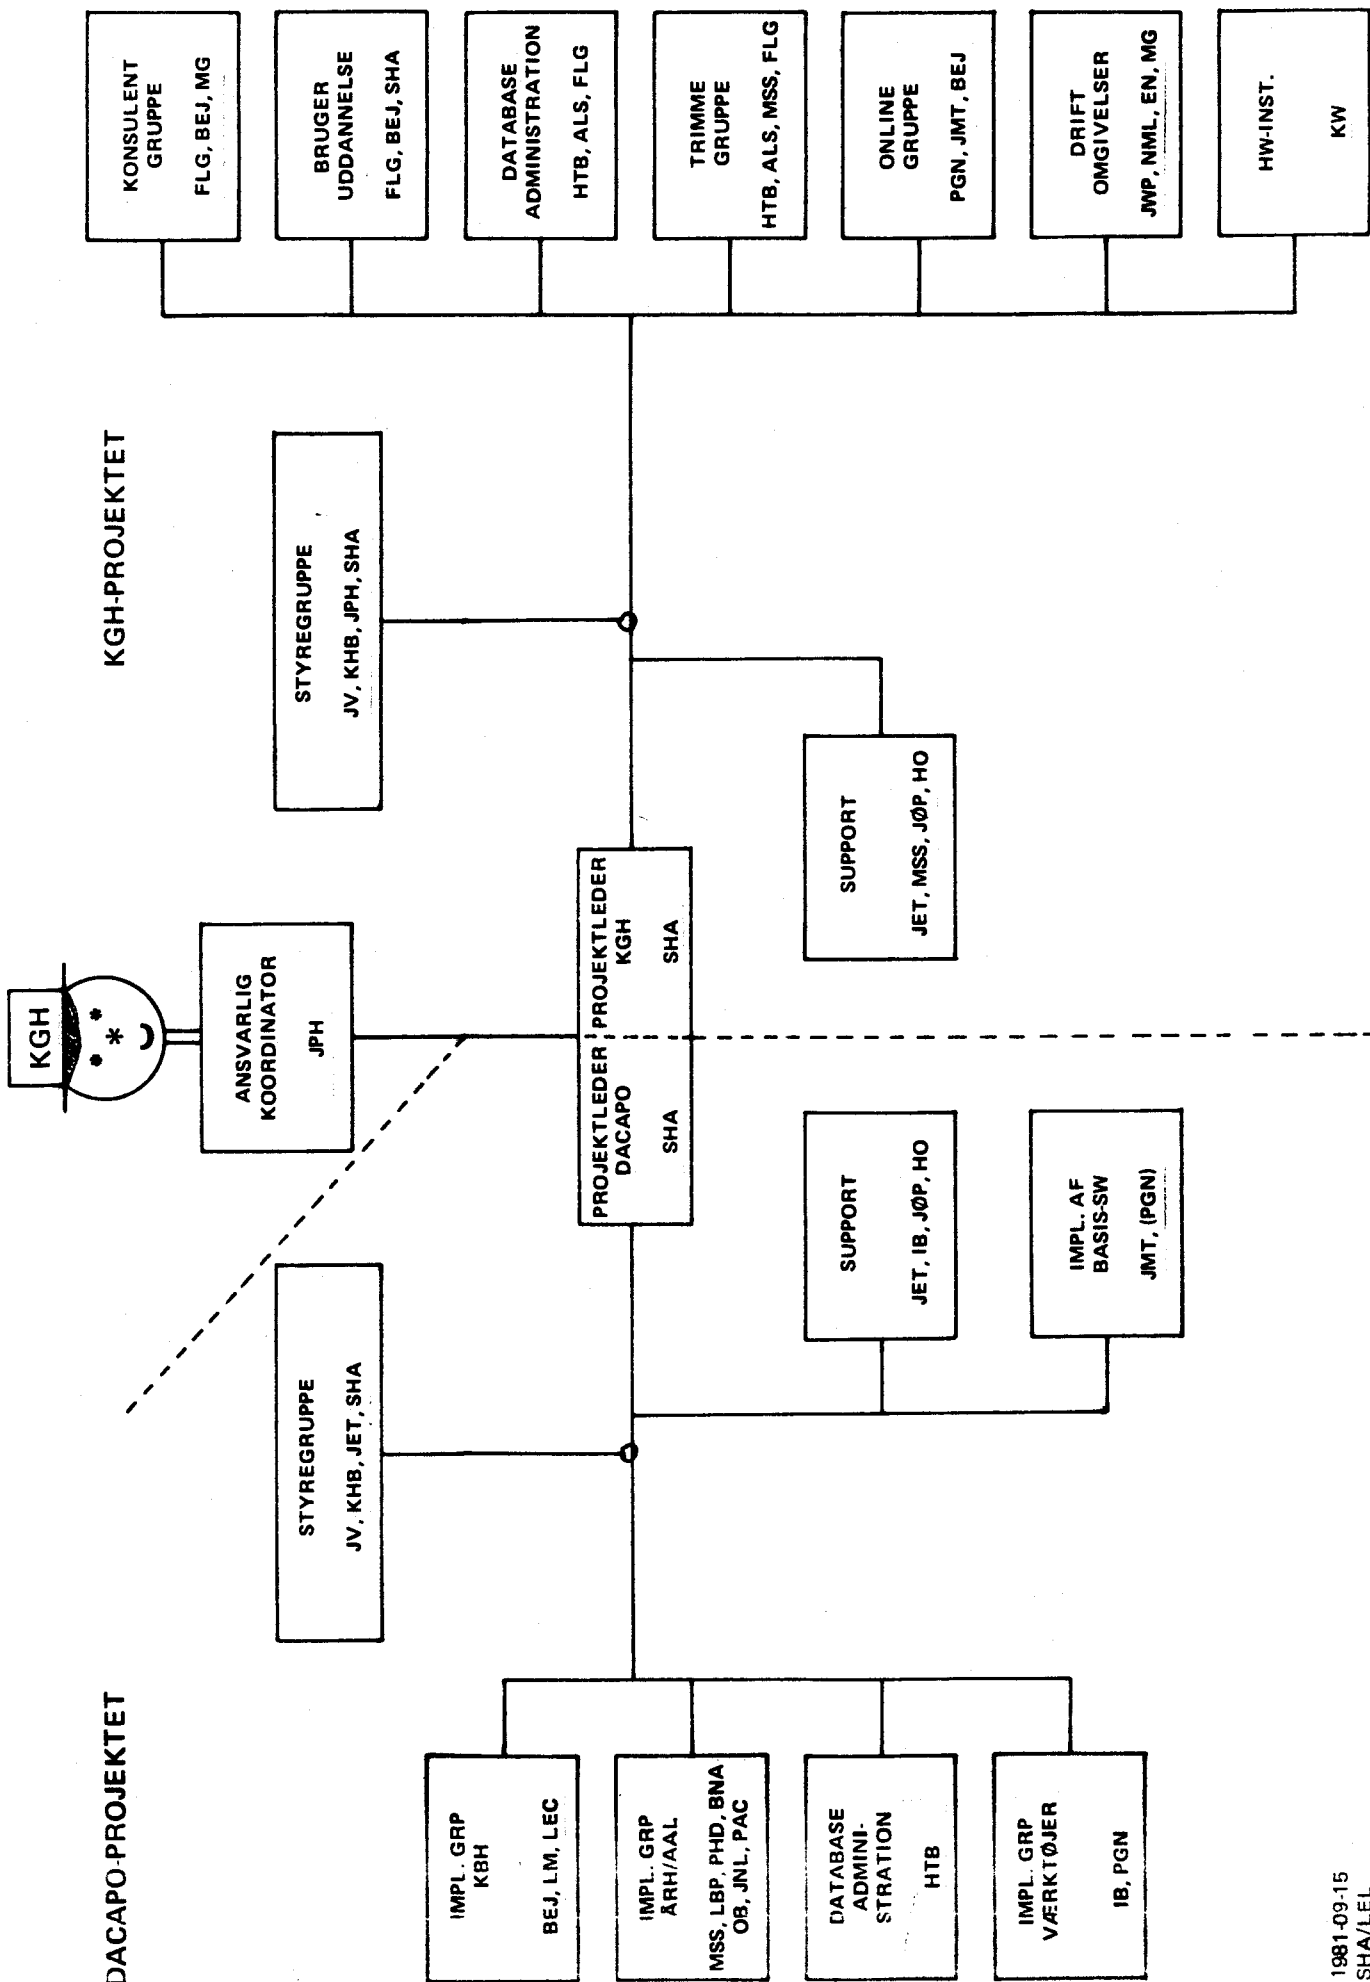 DACAPO-PROJEKTET
KGH-PROJEKTET
KGH
ANSVARLIG
KOORDINATOR
JPH
STYREGRUPPE
JV, KHB, JET, SHA
STYREGRUPPE
JV, KHB, JPH, SHA
PROJEKTLEDER
DACAPO
SHA
PROJEKTLEDER
KGH
SHA
IMPL. GRP
KBH
BEJ, LM, LEC
IMPL. GRP
ÅRH/AAL
MSS, LBP, PHD, BNA
OB, JNL, PAC
DATABASE
ADMINI-
STRATION
HTB
IMPL. GRP
VÆRKTØJER
IB, PGN
SUPPORT
JET, IB, JØP, HO
IMPL. AF
BASIS-SW
JMT, (PGN)
SUPPORT
JET, MSS, JØP, HO
KONSULENT
GRUPPE
FLG, BEJ, MG
BRUGER
UDDANNELSE
FLG, BEJ, SHA
DATABASE
ADMINISTRATION
HTB, ALS, FLG
TRIMME
GRUPPE
HTB, ALS, MSS, FLG
ONLINE
GRUPPE
PGN, JMT, BEJ
DRIFT
OMGIVELSER
JWP, NML, EN, MG
HW-INST.
KW
1981-09-15
SHA/LEL